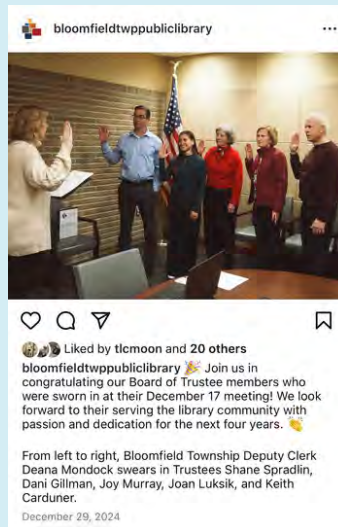 bloomfieldtwppubliclibrary
Liked by tlcmoon and 20 others
bloomfieldtwppubliclibrary 🎉 Join us in
congratulating our Board of Trustee members who
were sworn in at their December 17 meeting! We look
forward to their serving the library community with
passion and dedication for the next four years. 👏
From left to right, Bloomfield Township Deputy Clerk
Deana Mondock swears in Trustees Shane Spradlin,
Dani Gillman, Joy Murray, Joan Luksik, and Keith
Carduner.
December 29, 2024